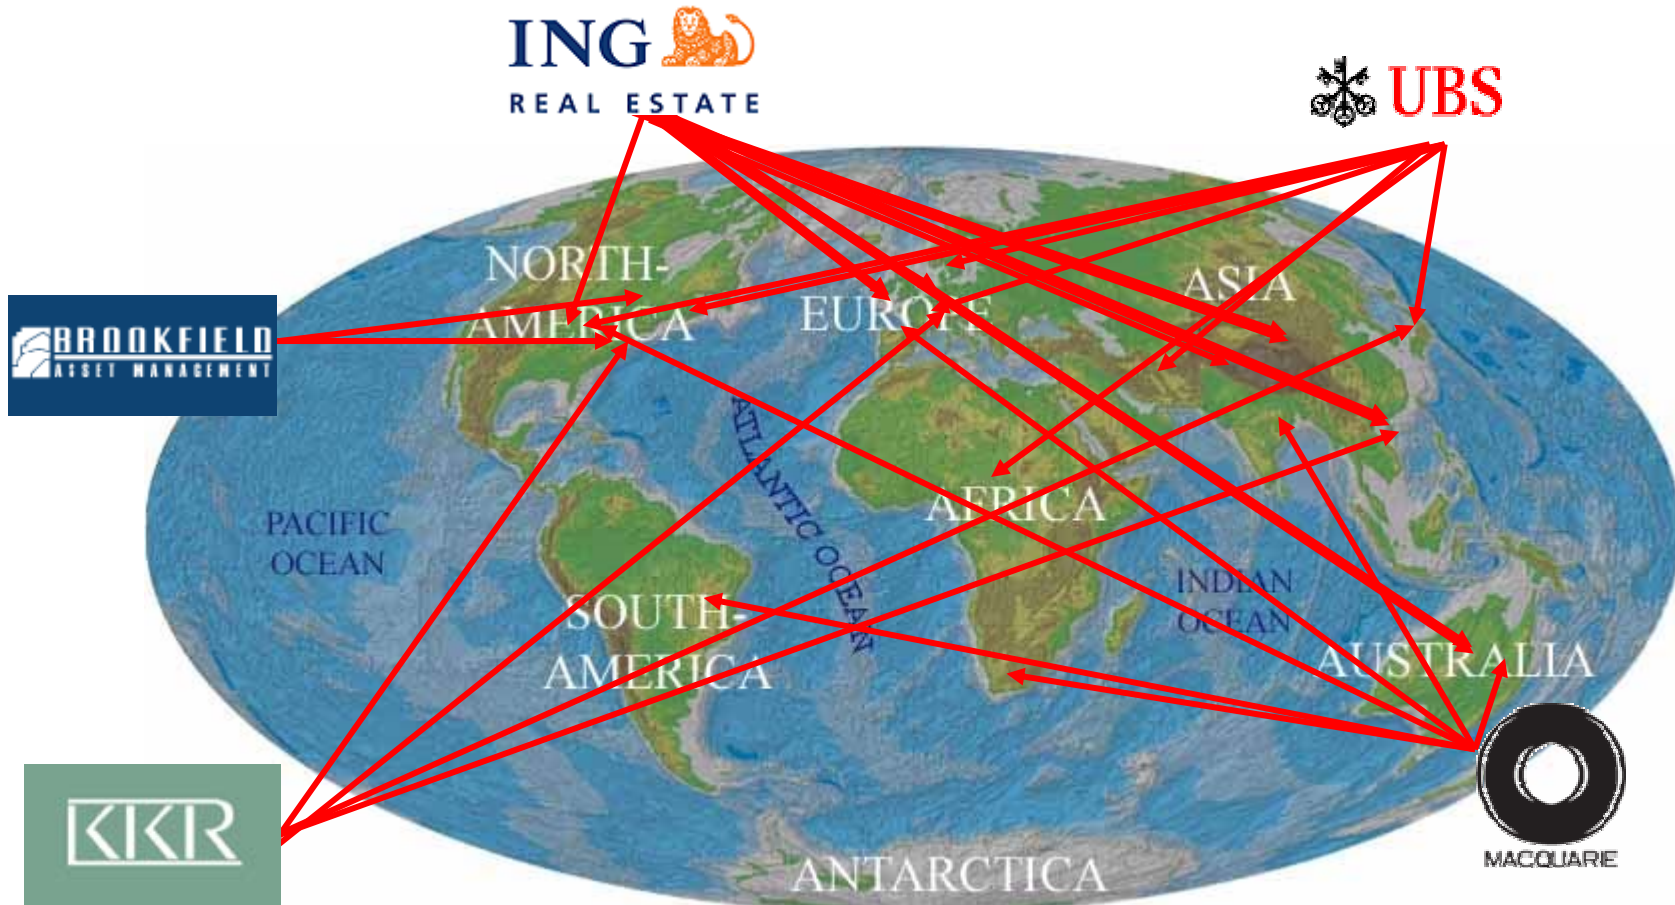 ING
REAL ESTATE
UBS
NORTH-
AMERICA
ASIA
EUROPE
BROOKFIELD
ASSET MANAGEMENT
ATLANTIC OCEAN
AFRICA
PACIFIC
OCEAN
INDIAN
OCEAN
SOUTH-
AMERICA
AUSTRALIA
KKR
MACQUARIE
ANTARCTICA